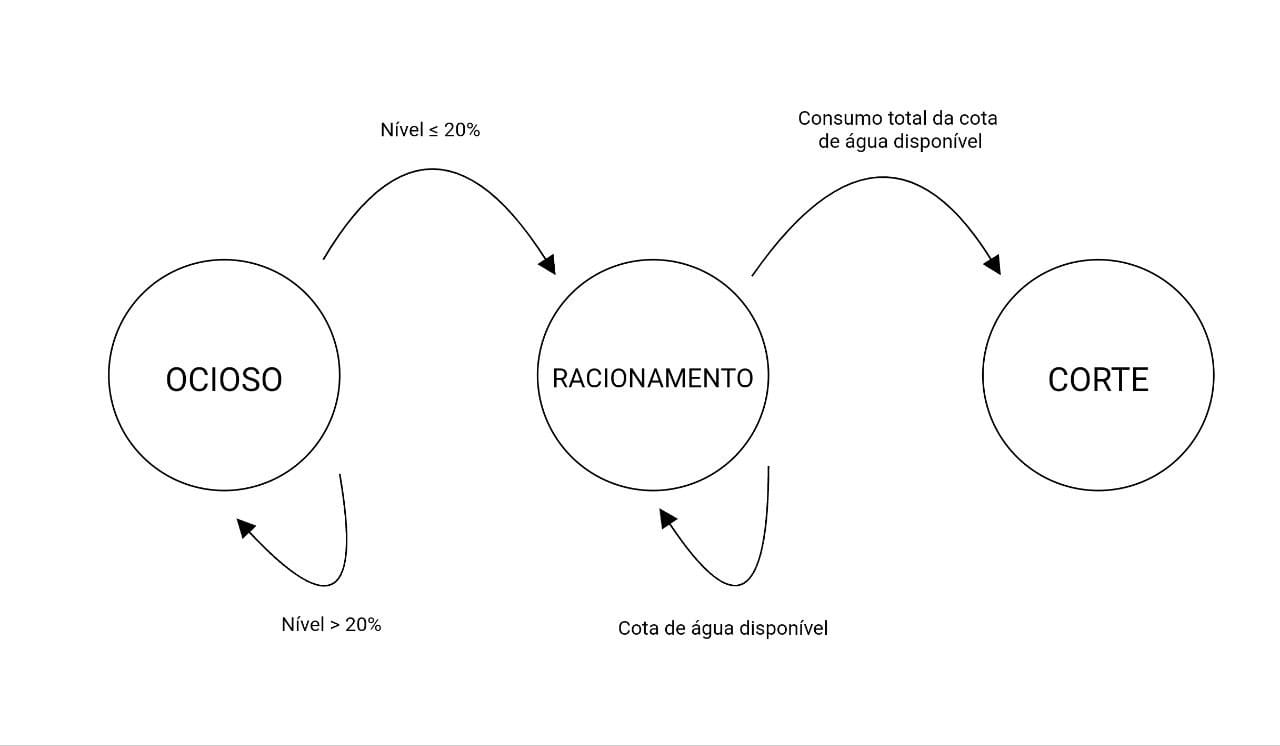 Nível ≤ 20%
Consumo total da cota
de água disponível
OCIOSO
RACIONAMENTO
CORTE
Nível > 20%
Cota de água disponível